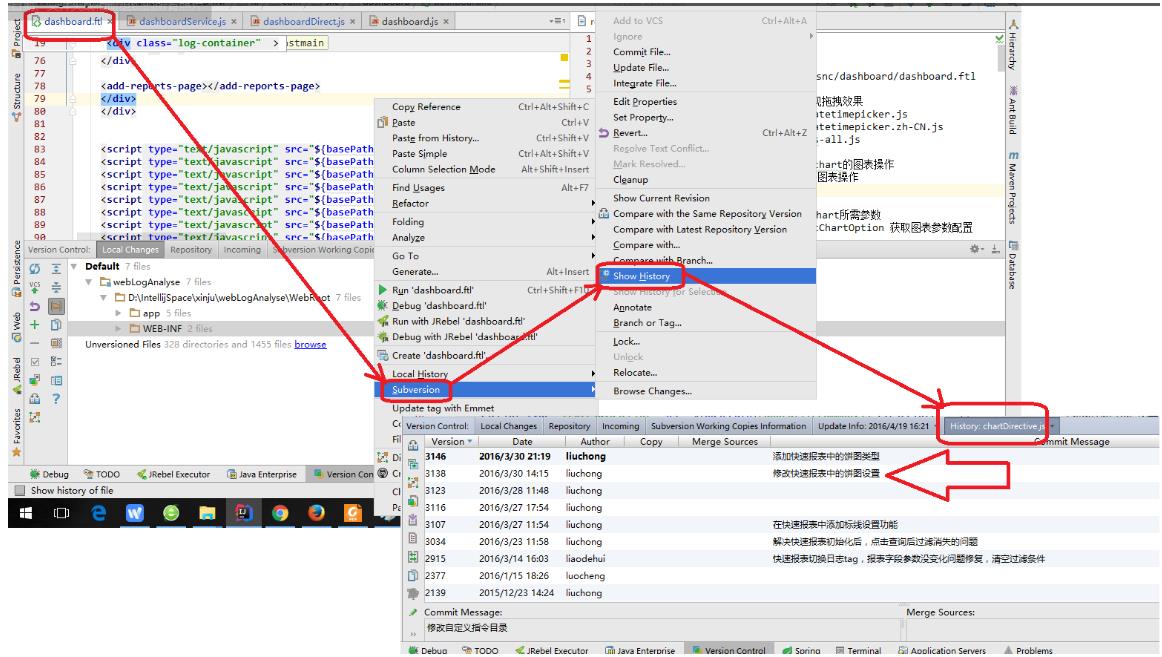 dashboard.ftl × dashboardService.js × dashboardDirect.js × dashboard.js ×
Project
Structure
Persistence
Web
JRebel
Favorites
19 <div class="log-container" >
76 </div>
77
78 <add-reports-page></add-reports-page>
79 </div>
80 </div>
81
82
83 <script type="text/javascript" src="${basePath
84 <script type="text/javascript" src="${basePath
85 <script type="text/javascript" src="${basePath
86 <script type="text/javascript" src="${basePath
87 <script type="text/javascript" src="${basePath
88 <script type="text/javascript" src="${basePath
89 <script type="text/javascript" src="${basePath
90 <script type="text/javascript" src="${basePath
1
2
3
4
5
snc/dashboard/dashboard.ftl
拖拽效果
atetimepicker.js
atetimepicker.zh-CN.js
s-all.js
chart的图表操作
图表操作
hart所需参数
ChartOption 获取图表参数配置
Hierarchy
Ant Build
Maven Projects
Database
Version Control: Local Changes Repository Incoming Subversion Working Copie
Default 7 files
webLogAnalyse 7 files
D:\IntellijSpace\xinju\webLogAnalyse\WebRoot 7 files
app 5 files
WEB-INF 2 files
Unversioned Files 328 directories and 1455 files browse
Debug TODO JRebel Executor Java Enterprise Version Con
Show history of file
Copy Reference Ctrl+Alt+Shift+C
Paste Ctrl+V
Paste from History... Ctrl+Shift+V
Paste Simple Ctrl+Alt+Shift+V
Column Selection Mode Alt+Shift+Insert
Find Usages Alt+F7
Refactor
Folding
Analyze
Go To
Generate... Alt+Insert
Run 'dashboard.ftl' Ctrl+Shift+F10
Debug 'dashboard.ftl'
Run with JRebel 'dashboard.ftl'
Debug with JRebel 'dashboard.ftl'
Create 'dashboard.ftl'...
Local History
Subversion
Update tag with Emmet
Add to VCS Ctrl+Alt+A
Ignore
Commit File...
Update File...
Integrate File...
Edit Properties
Set Property...
Revert... Ctrl+Alt+Z
Resolve Text Conflict...
Mark Resolved...
Cleanup
Show Current Revision
Compare with the Same Repository Version
Compare with Latest Repository Version
Compare with...
Compare with Branch...
Show History
Show History for Selection
Annotate
Branch or Tag...
Lock...
Unlock
Relocate...
Browse Changes...
Version Control: Local Changes Repository Incoming Subversion Working Copies Information Update Info: 2016/4/19 16:21 History: chartDirective.js
Version Date Author Copy Merge Sources Commit Message
3146 2016/3/30 21:19 liuchong 添加快速报表中的饼图类型
3138 2016/3/30 14:15 liuchong 修改快速报表中的饼图设置
3123 2016/3/28 11:48 liuchong
3116 2016/3/27 17:54 liuchong
3107 2016/3/27 11:54 liuchong 在快速报表中添加标线设置功能
3034 2016/3/23 11:58 liuchong 解决快速报表初始化后，点击查询后过滤消失的问题
2915 2016/3/14 16:03 liaodehui 快速报表切换日志tag，报表字段参数没变化问题修复，清空过滤条件
2377 2016/1/15 18:26 luocheng
2139 2015/12/23 14:24 liuchong
Commit Message: Merge Sources:
修改自定义指令目录
Debug TODO JRebel Executor Java Enterprise Version Control Spring Terminal Application Servers Problems